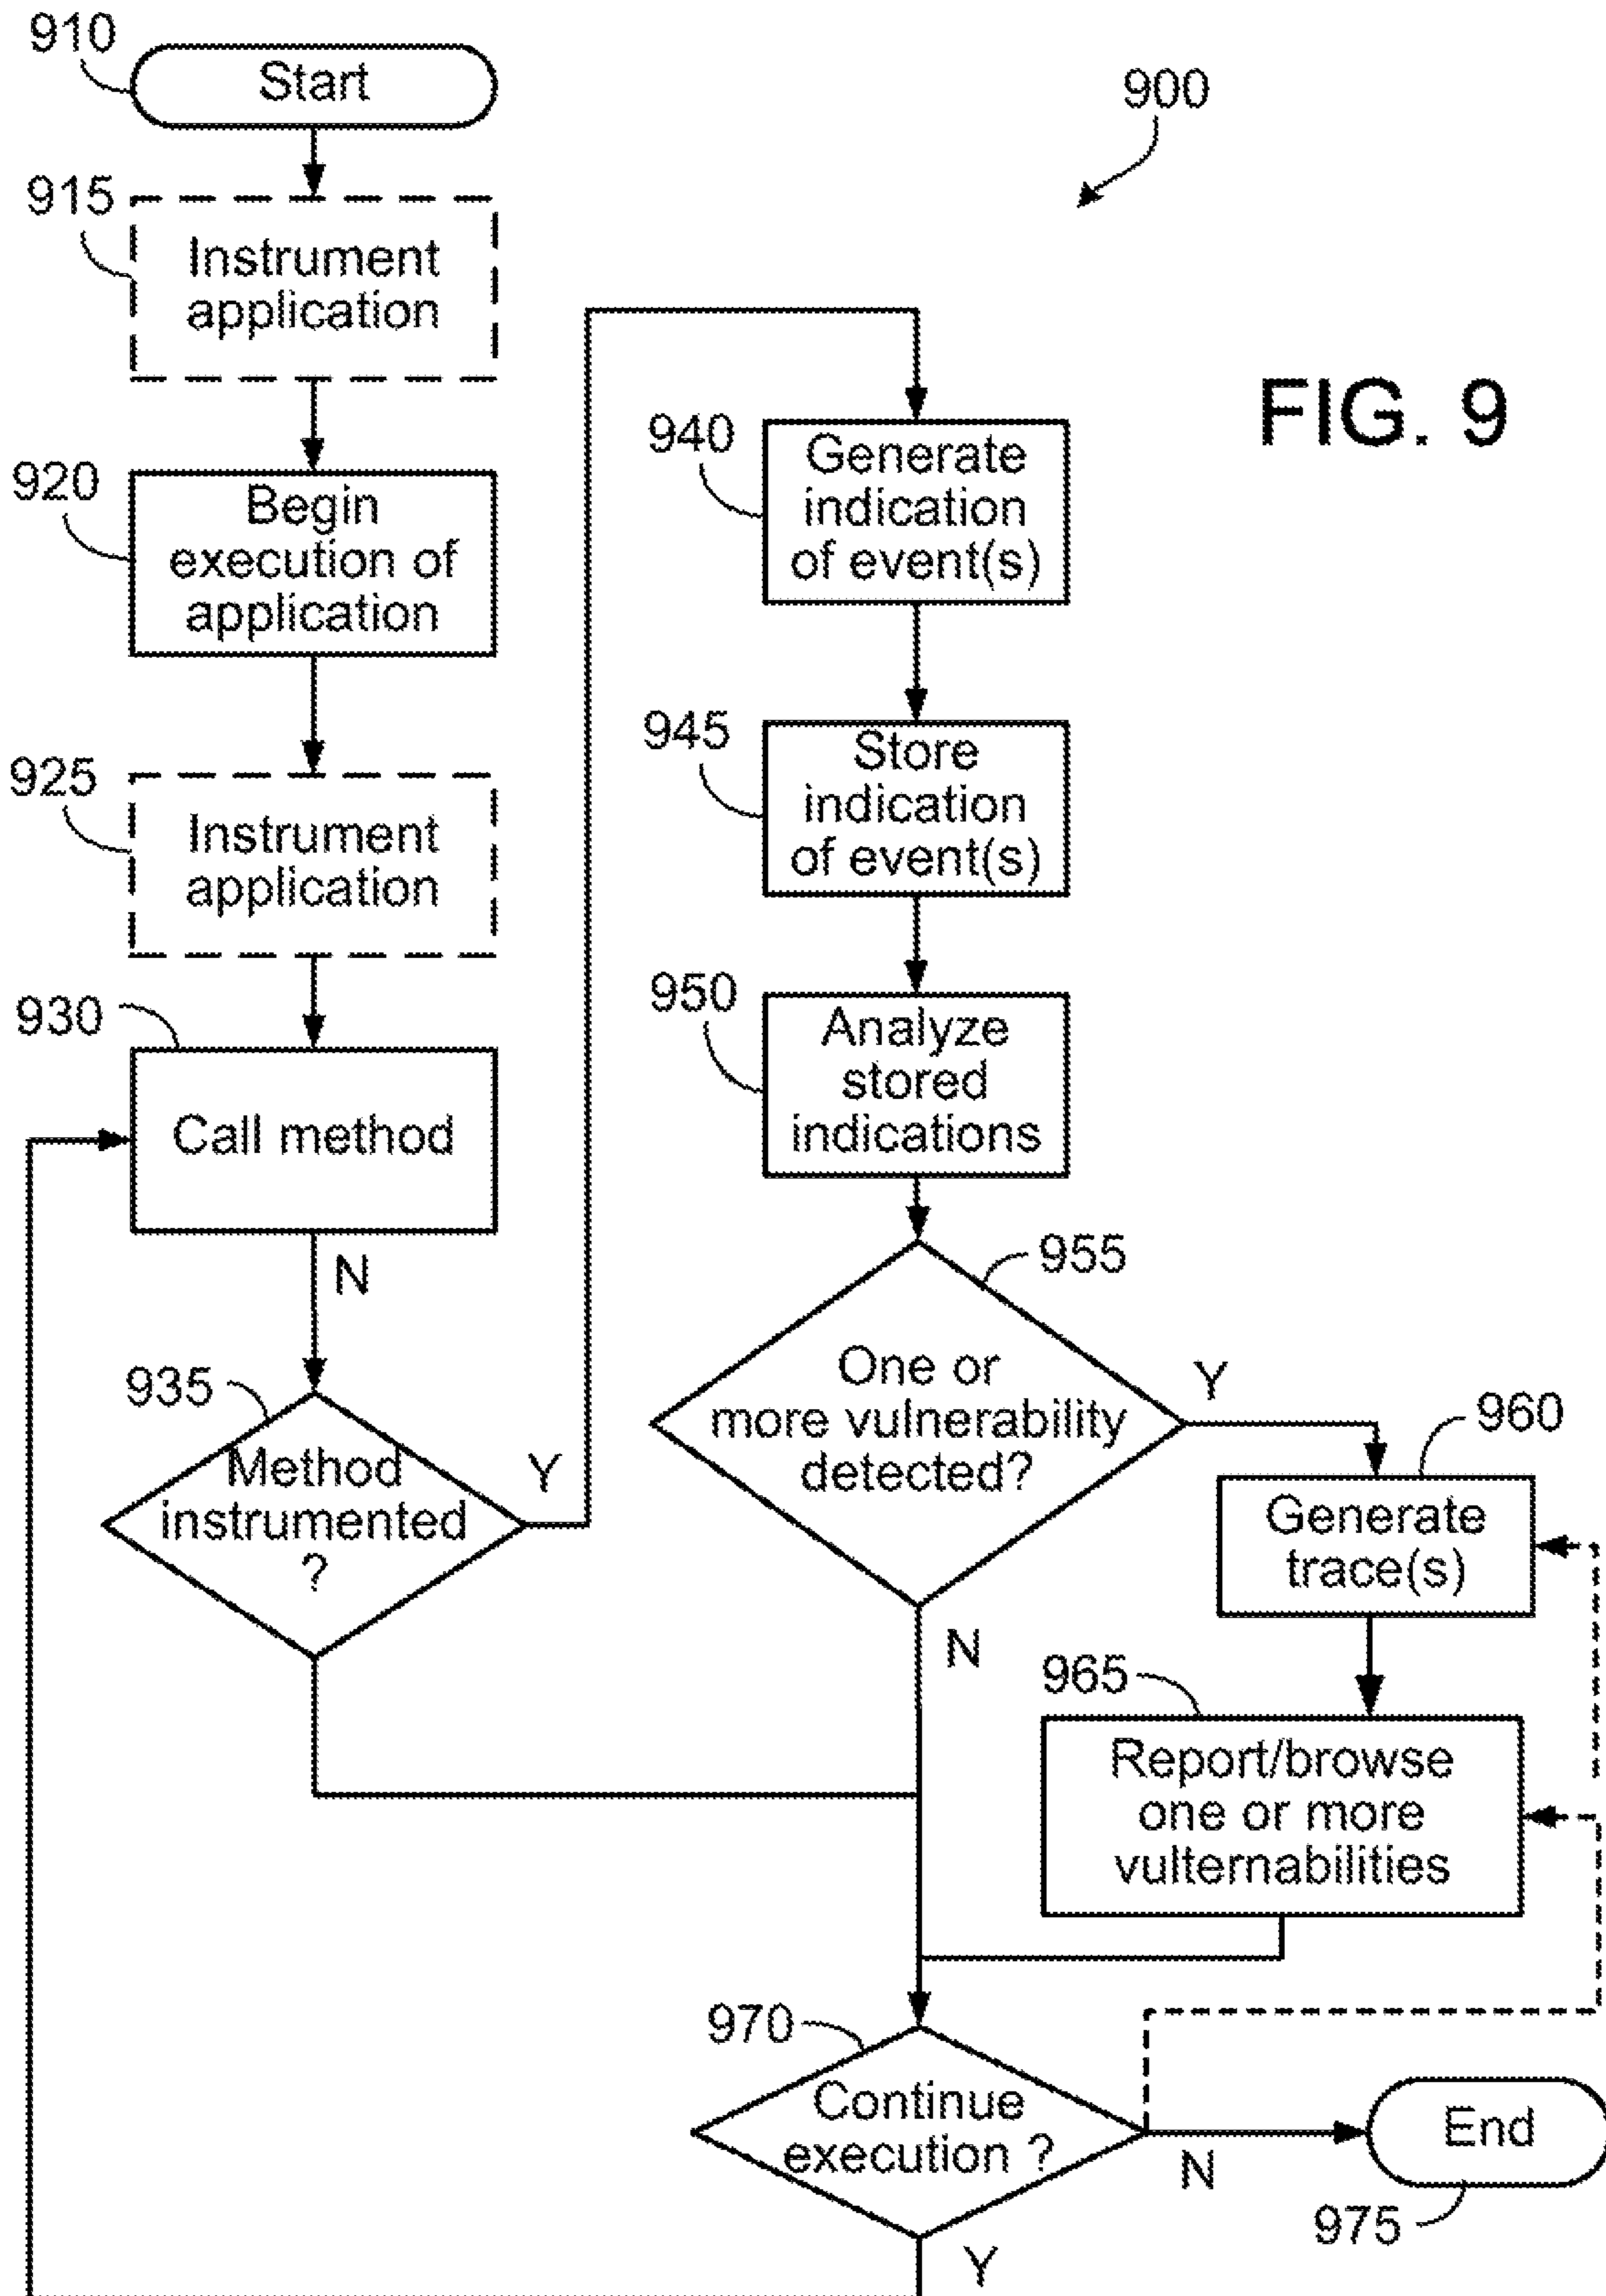 910
Start
900
915
Instrument
application
FIG. 9
920
Begin
execution of
application
925
Instrument
application
930
Call method
N
935
Method
instrumented
?
Y
940
Generate
indication
of event(s)
945
Store
indication
of event(s)
950
Analyze
stored
indications
955
One or
more vulnerability
detected?
Y
N
960
Generate
trace(s)
965
Report/browse
one or more
vulternabilities
970
Continue
execution ?
N
Y
End
975